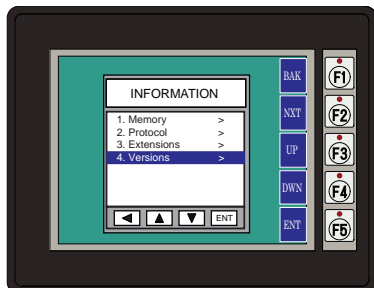 INFORMATION
1. Memory >
2. Protocol >
3. Extensions >
4. Versions >
ENT
BAK
NXT
UP
DWN
ENT
F1
F2
F3
F4
F5